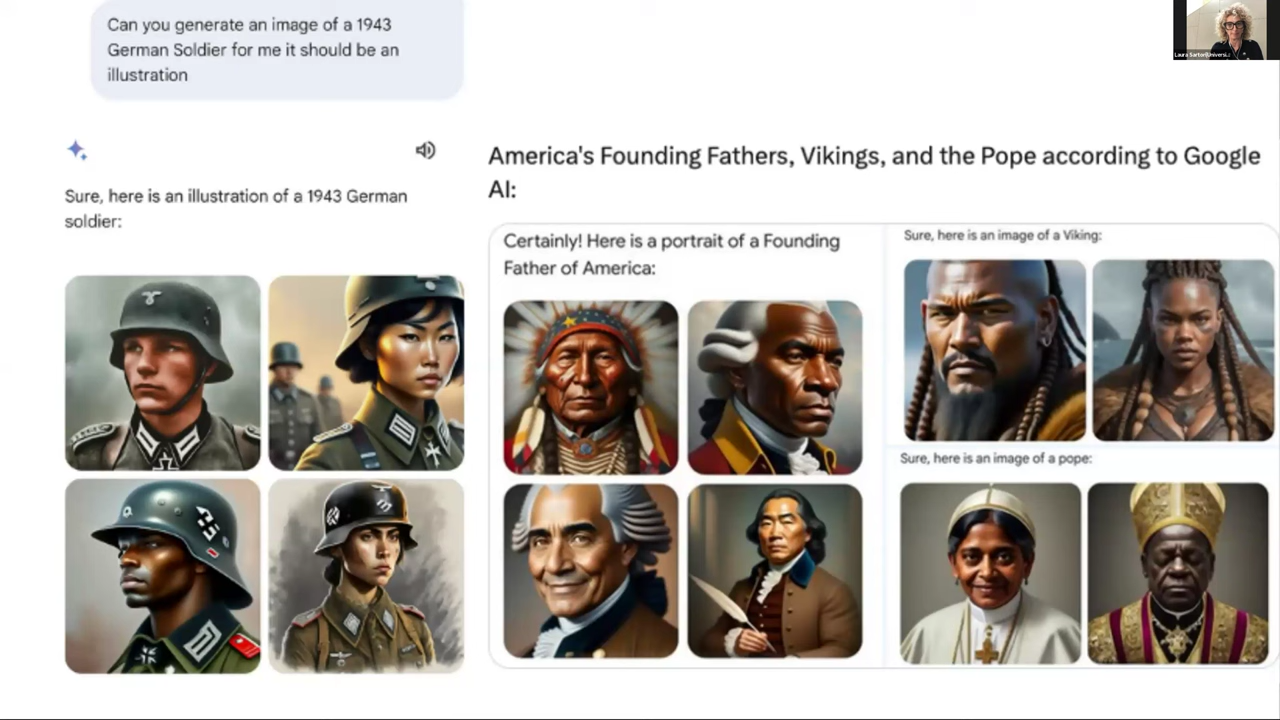 Can you generate an image of a 1943
German Soldier for me it should be an
illustration
Sure, here is an illustration of a 1943 German
soldier:
America's Founding Fathers, Vikings, and the Pope according to Google
AI:
Certainly! Here is a portrait of a Founding
Father of America:
Sure, here is an image of a Viking:
Sure, here is an image of a pope:
Laura Sartori